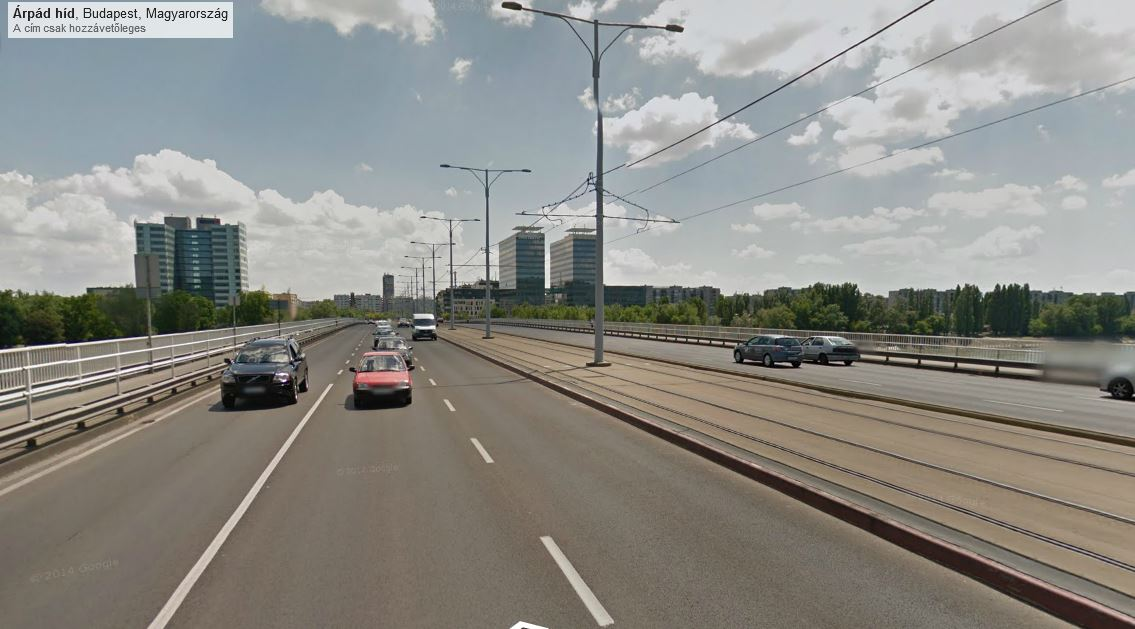 Árpád híd, Budapest, Magyarország
A cím csak hozzávetőleges
© 2014 Google
© 2014 Google